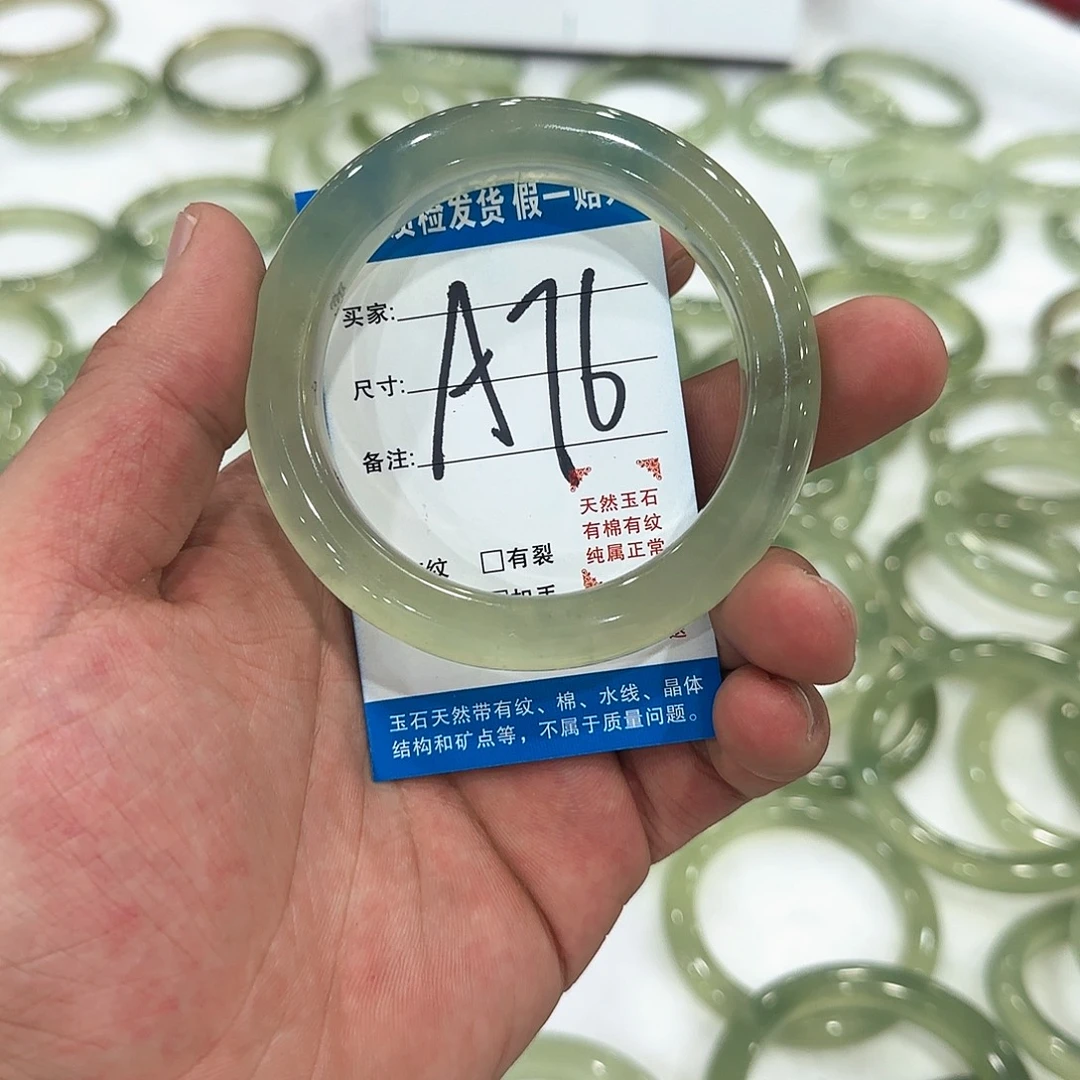 质检发货 假一赔
买家:
A76
尺寸:
备注:
天然玉石
有棉有纹
纯属正常
纹 □有裂
玉石天然带有纹、棉、水线、晶体
结构和矿点等，不属于质量问题。